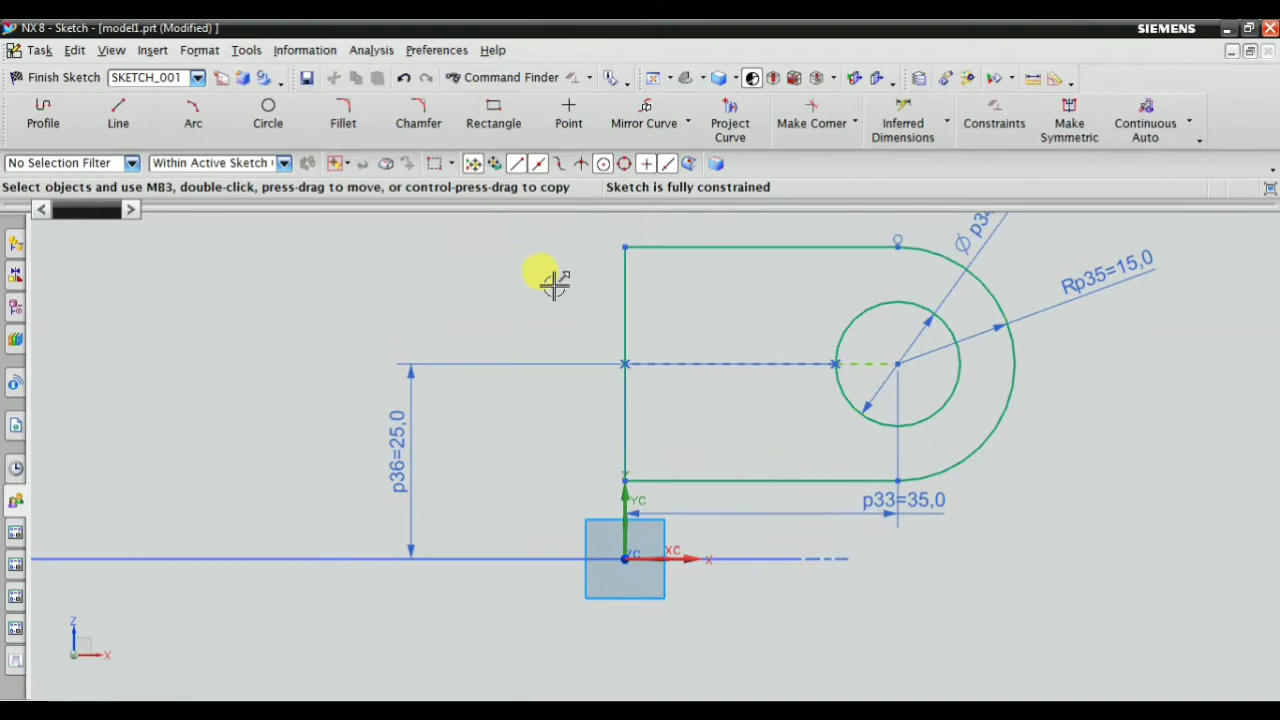 NX 8 - Sketch - [model1.prt (Modified) ]
SIEMENS
Task Edit View Insert Format Tools Information Analysis Preferences Help
Finish Sketch SKETCH_001 Command Finder
Profile Line Arc Circle Fillet Chamfer Rectangle Point Mirror Curve Project Curve Make Corner Inferred Dimensions Constraints Make Symmetric Continuous Auto
No Selection Filter Within Active Sketch
Select objects and use MB3, double-click, press-drag to move, or control-press-drag to copy Sketch is fully constrained
Rp35=15,0
p36=25,0
p33=35,0
YC
XC
X
Z
X